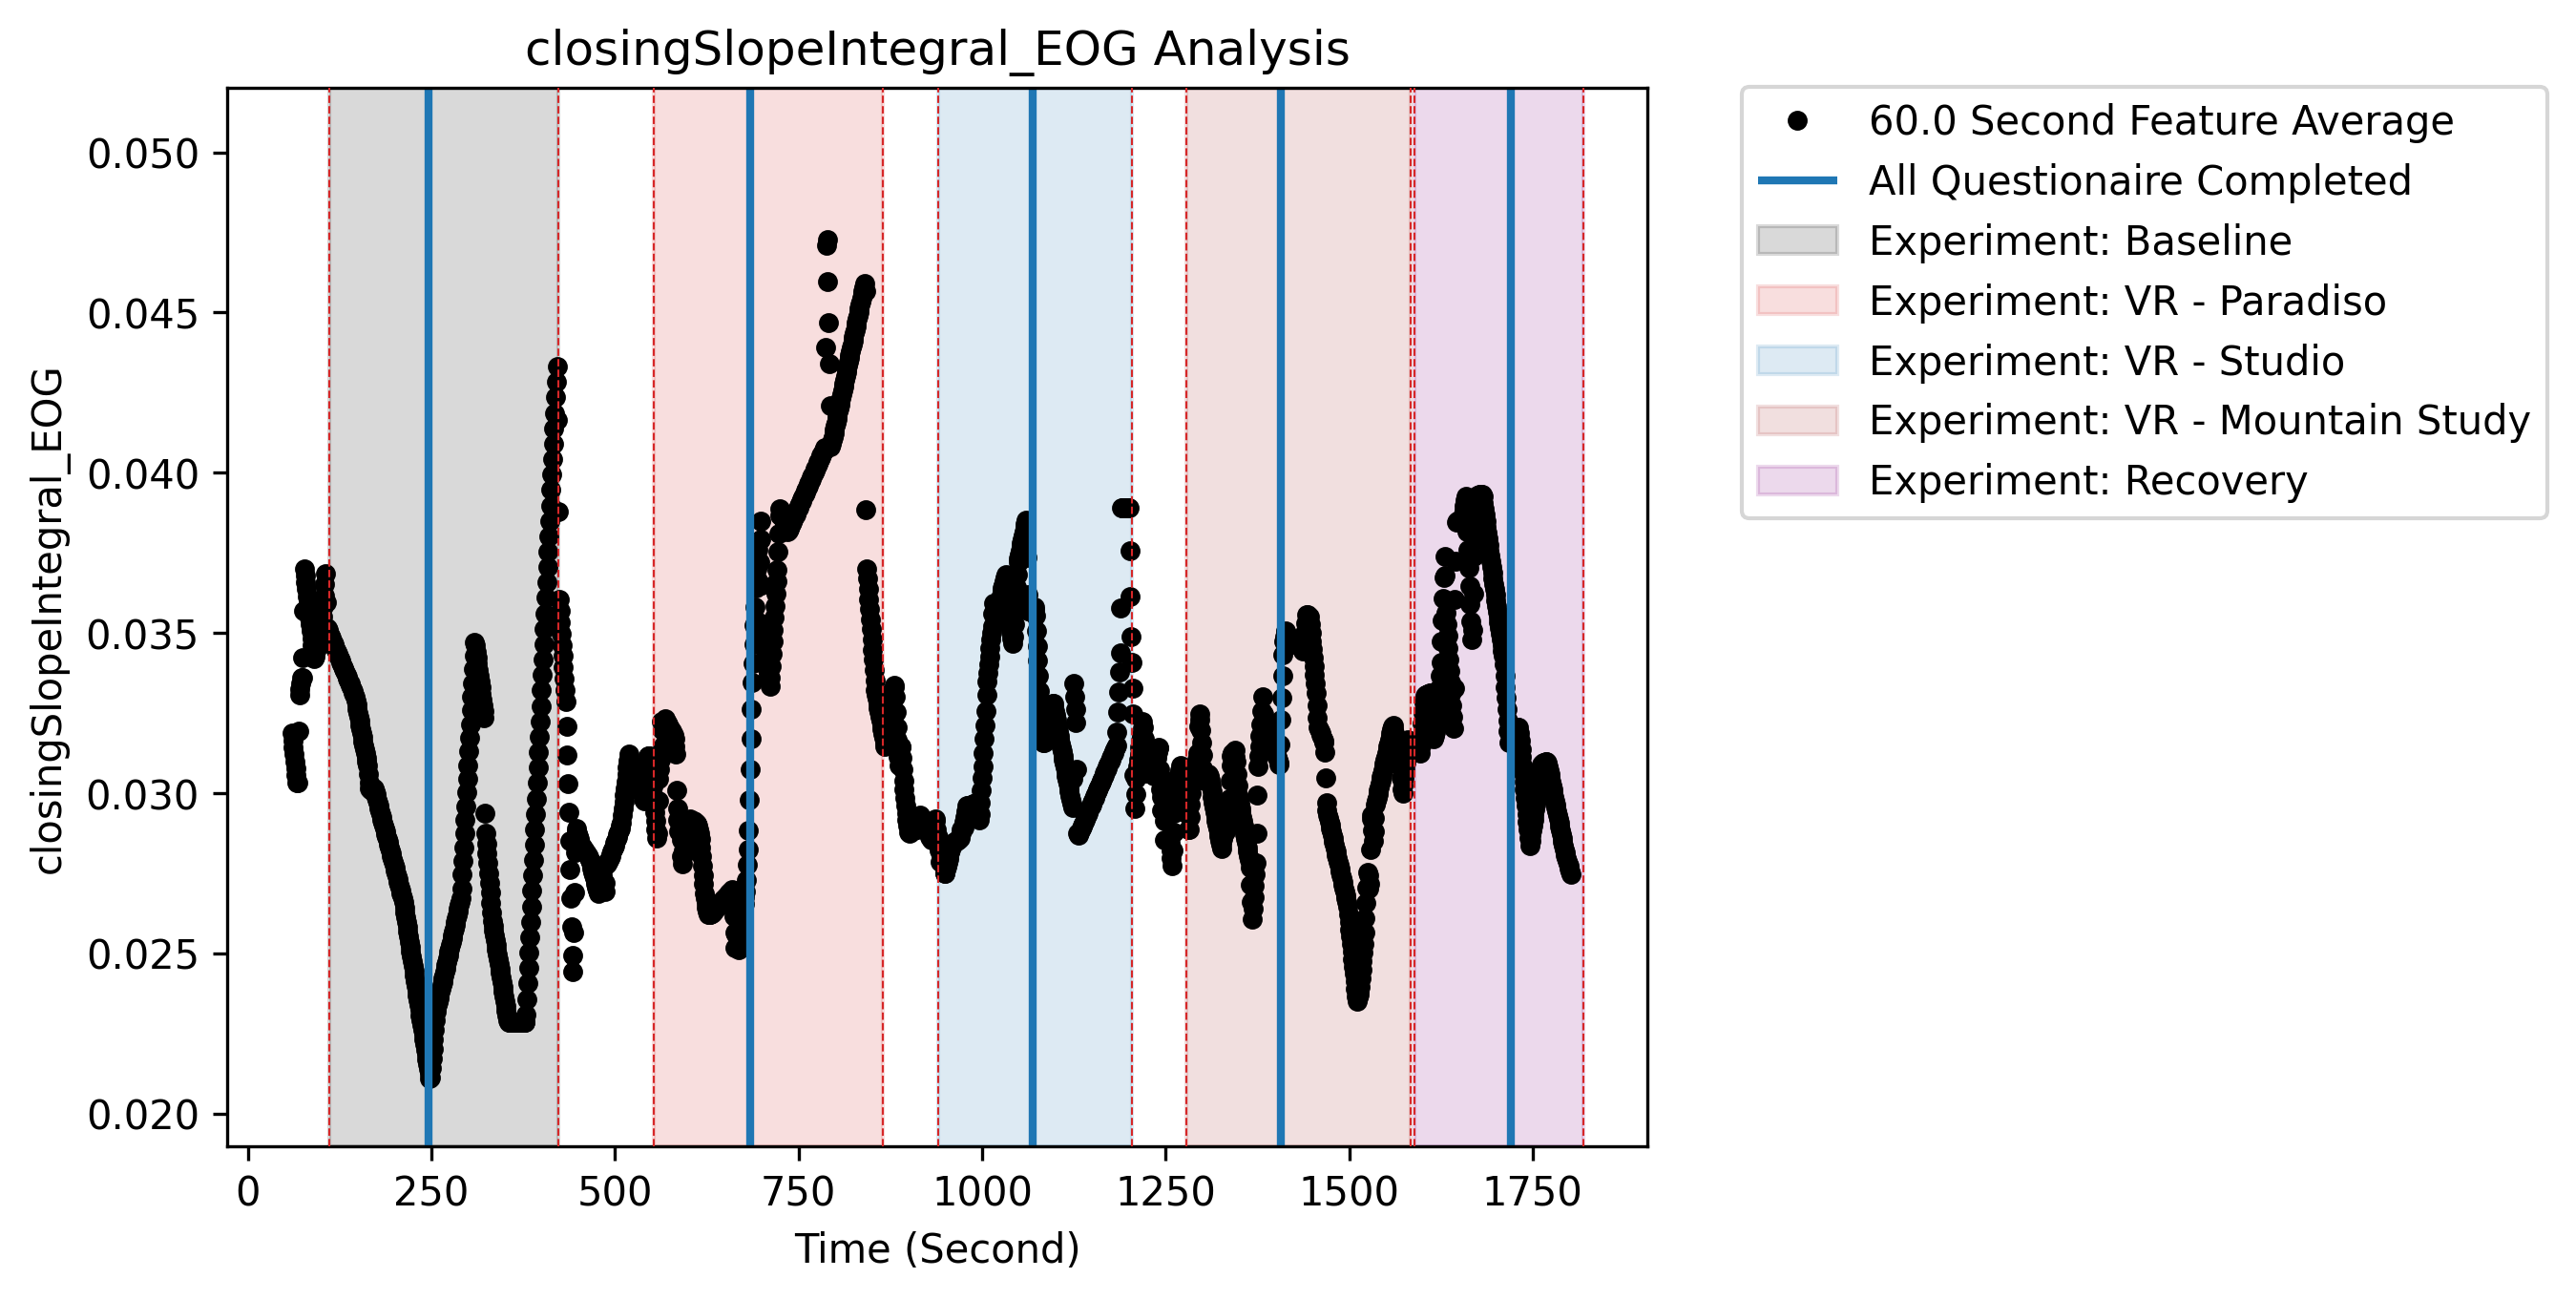 closingSlopeIntegral_EOG Analysis
closingSlopeIntegral_EOG
0.050
0.045
0.040
0.035
0.030
0.025
0.020
0
250
500
750
1000
1250
1500
1750
Time (Second)
60.0 Second Feature Average
All Questionaire Completed
Experiment: Baseline
Experiment: VR - Paradiso
Experiment: VR - Studio
Experiment: VR - Mountain Study
Experiment: Recovery